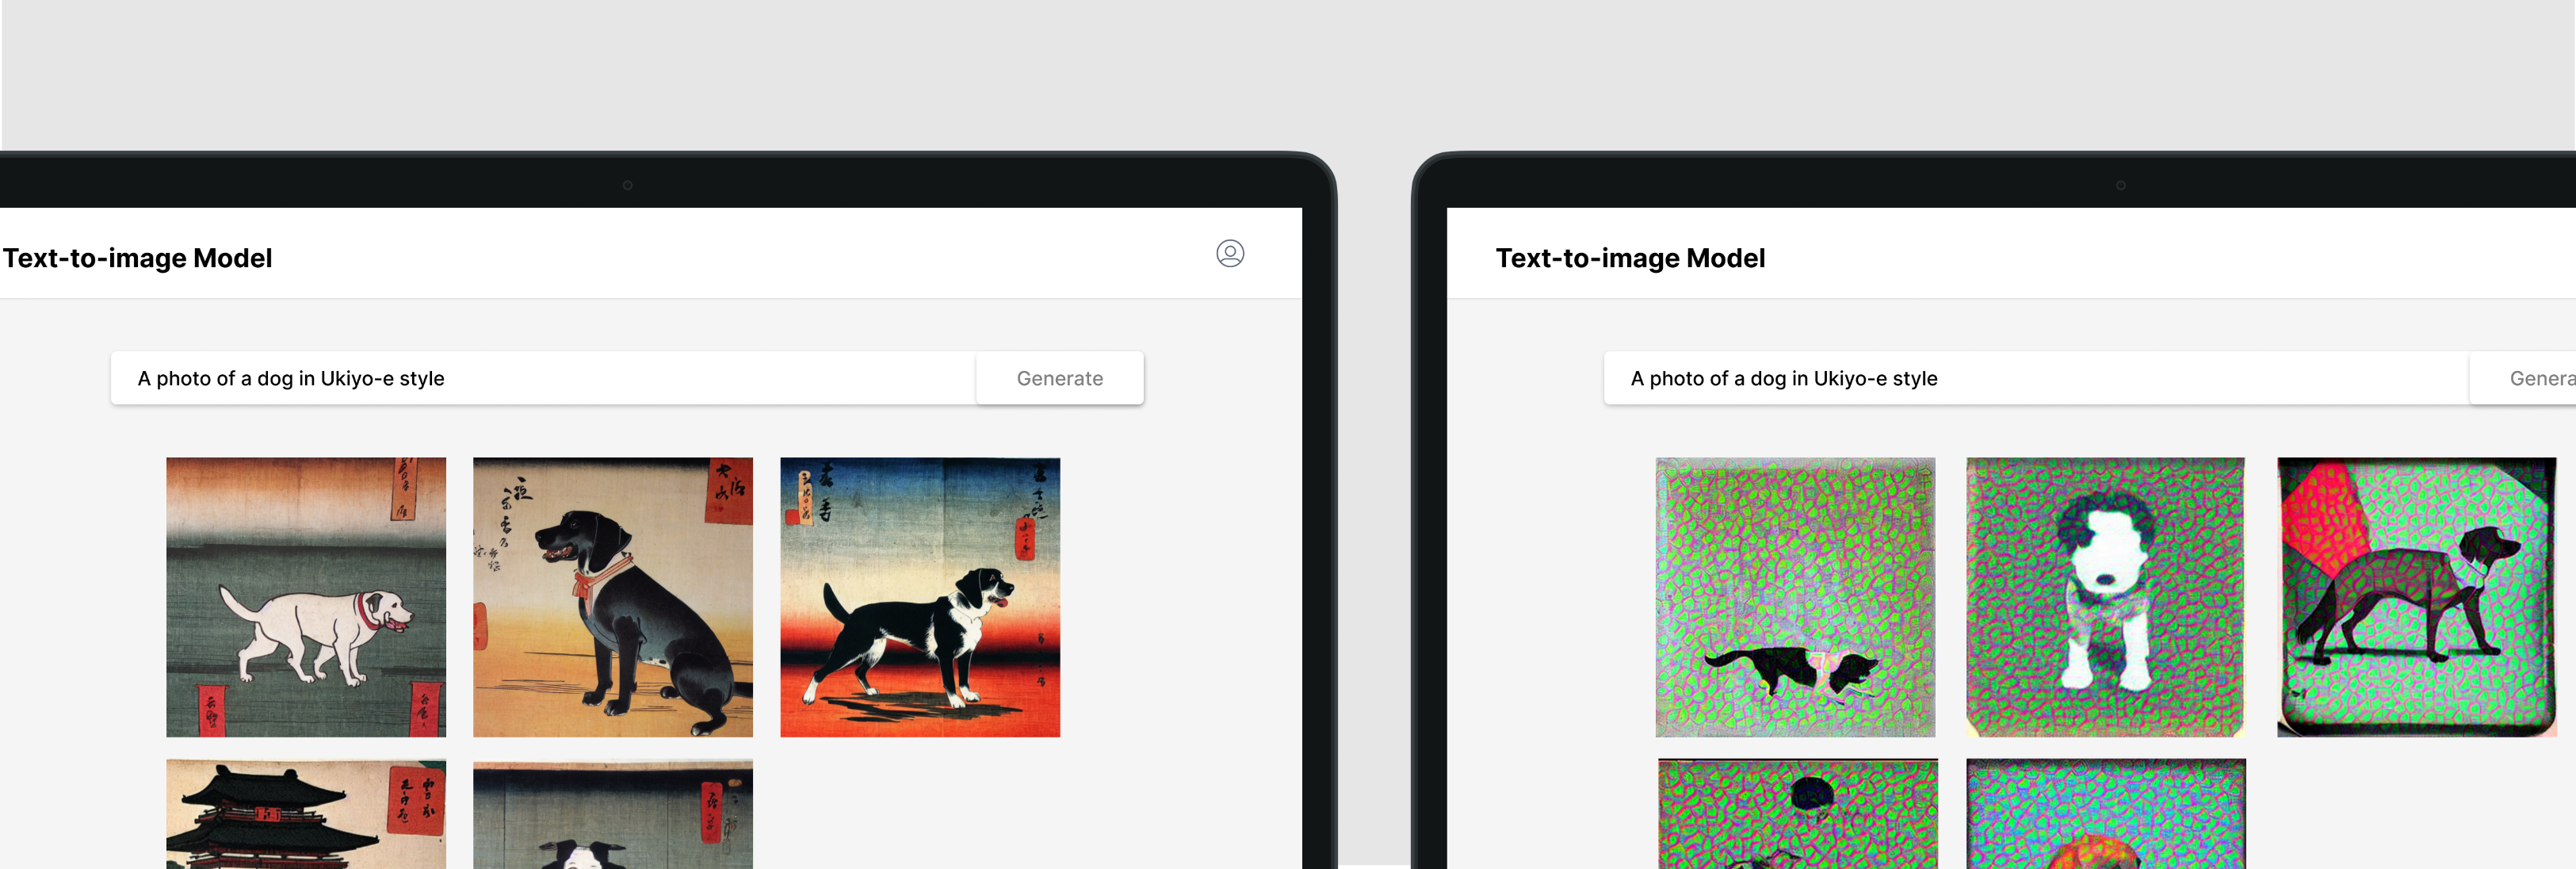 Text-to-image Model
A photo of a dog in Ukiyo-e style
Generate
Text-to-image Model
A photo of a dog in Ukiyo-e style
Genera